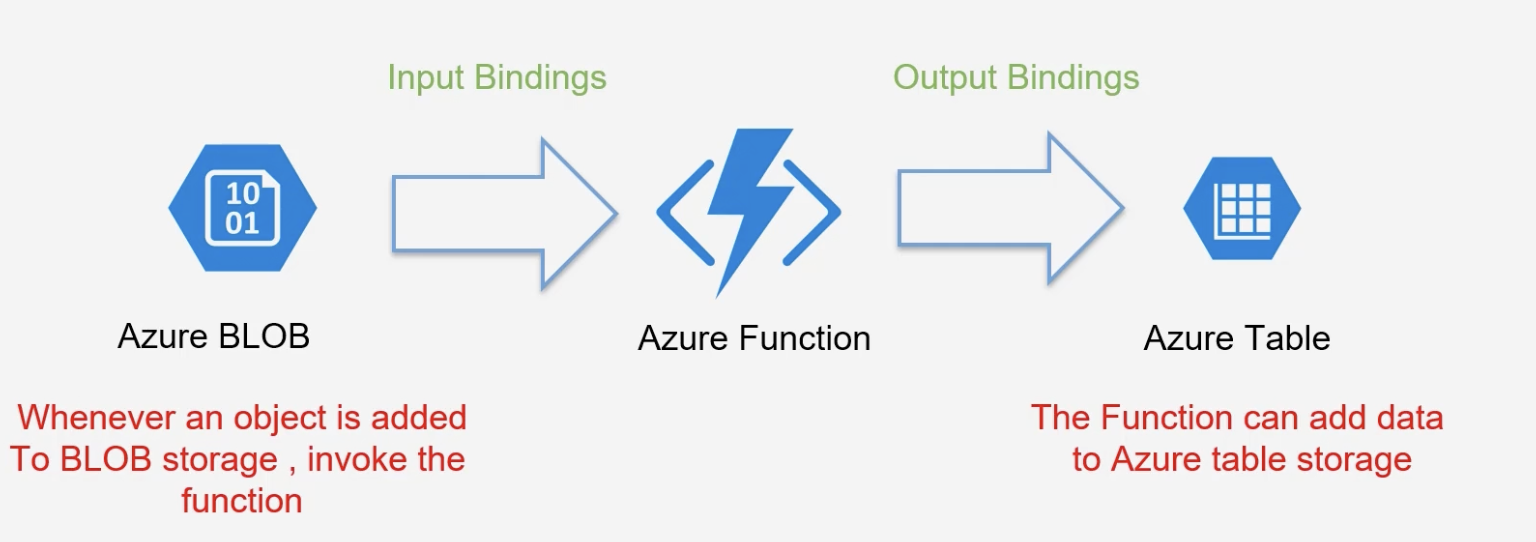 Input Bindings
Output Bindings
10
01
Azure BLOB
Azure Function
Azure Table
Whenever an object is added
To BLOB storage , invoke the
function
The Function can add data
to Azure table storage